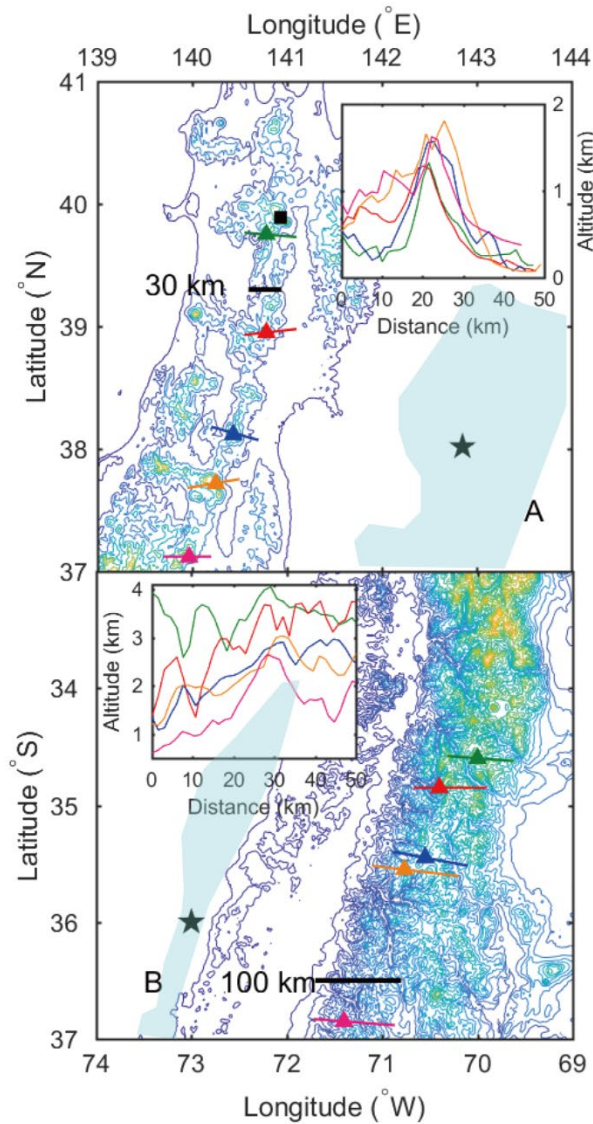 Longitude (°E)
139 140 141 142 143 144
41
40
39
38
37
Latitude (°N)
30 km
2
1
0
Altitude (km)
0 10 20 30 40 50
Distance (km)
A
34
35
36
37
Latitude (°S)
4
3
2
1
Altitude (km)
0 10 20 30 40 50
Distance (km)
B
100 km
74 73 72 71 70 69
Longitude (°W)